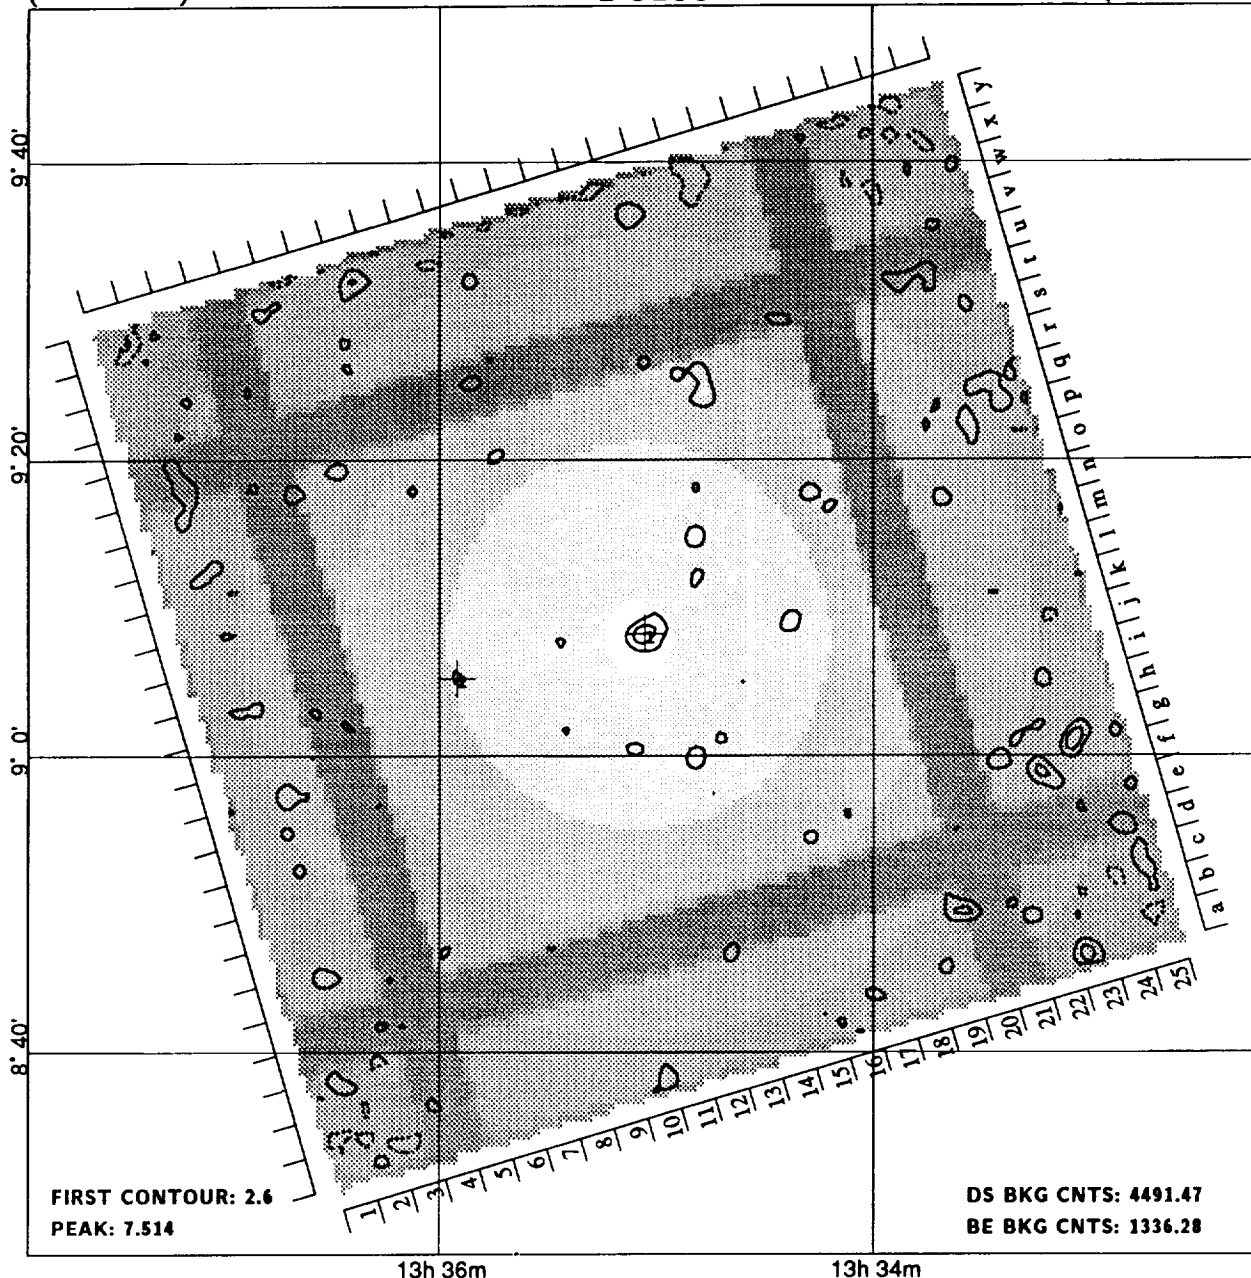 9° 40'
9° 20'
9° 0'
8° 40'
a b c d e f g h i j k l m n o p q r s t u v w x y
1 2 3 4 5 6 7 8 9 10 11 12 13 14 15 16 17 18 19 20 21 22 23 24 25
FIRST CONTOUR: 2.6
PEAK: 7.514
DS BKG CNTS: 4491.47
BE BKG CNTS: 1336.28
13h 36m
13h 34m